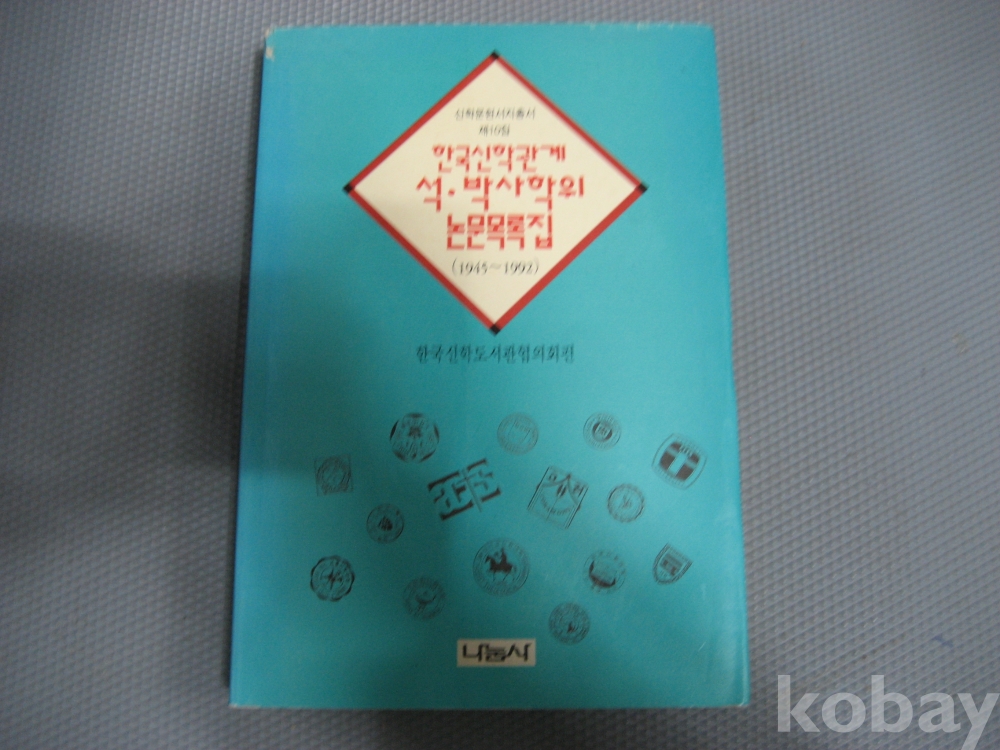 신학문헌서지총서
제10집
한국신학관계
석·박사학위
논문목록집
(1945~1992)
한국신학도서관협의회편
나눔사
kobay